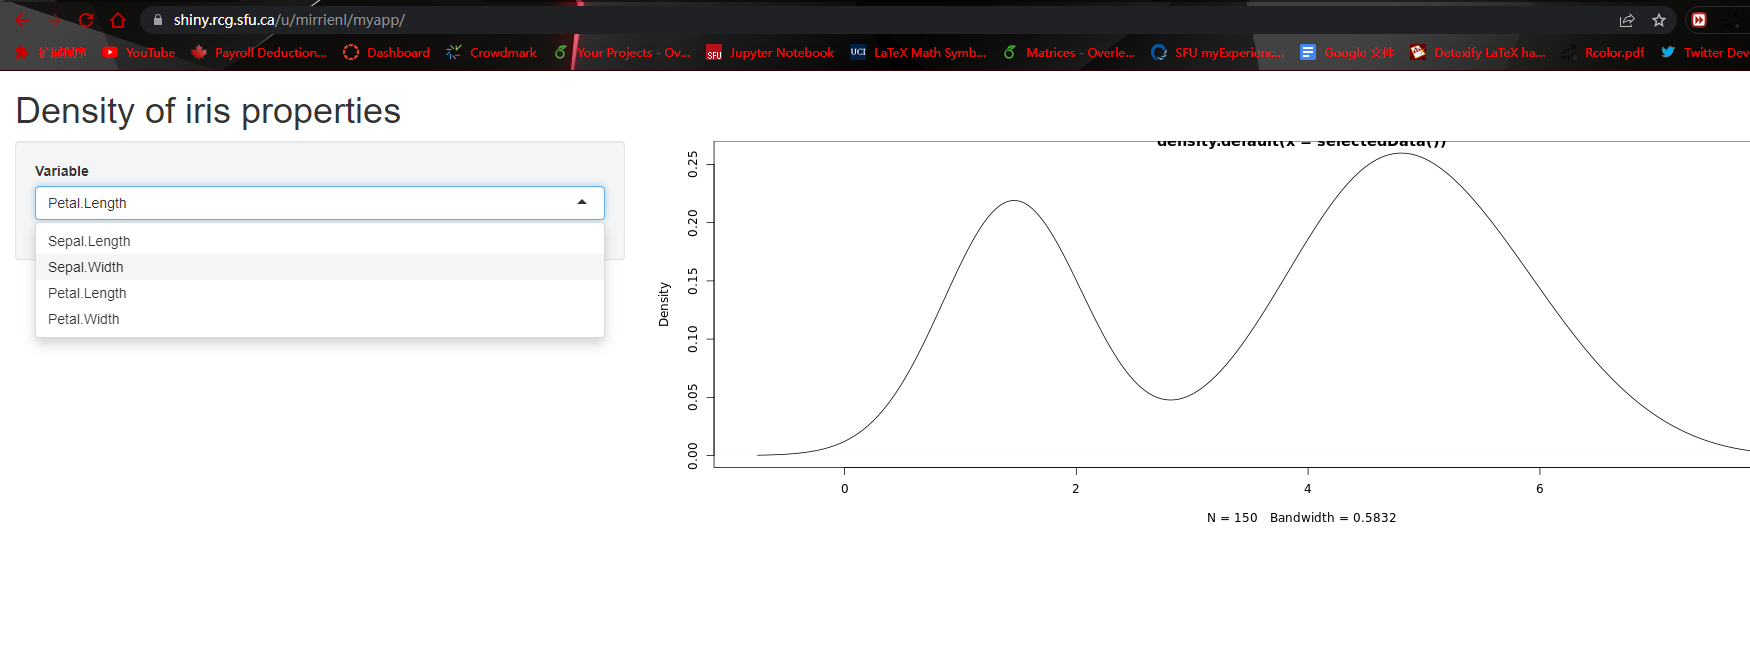 shiny.rcg.sfu.ca/u/mirrienl/myapp/
扩展程序 YouTube Payroll Deduction... Dashboard Crowdmark Your Projects - Ov... SFU Jupyter Notebook UCI LaTeX Math Symb... Matrices - Overle... SFU myExperienc... Google 文件 Detexify LaTeX ha... Rcolor.pdf Twitter Dev
Density of iris properties
Variable
Petal.Length
Sepal.Length
Sepal.Width
Petal.Length
Petal.Width
density.default(x = selectedData())
Density
0.25
0.20
0.15
0.10
0.05
0.00
0 2 4 6
N = 150 Bandwidth = 0.5832